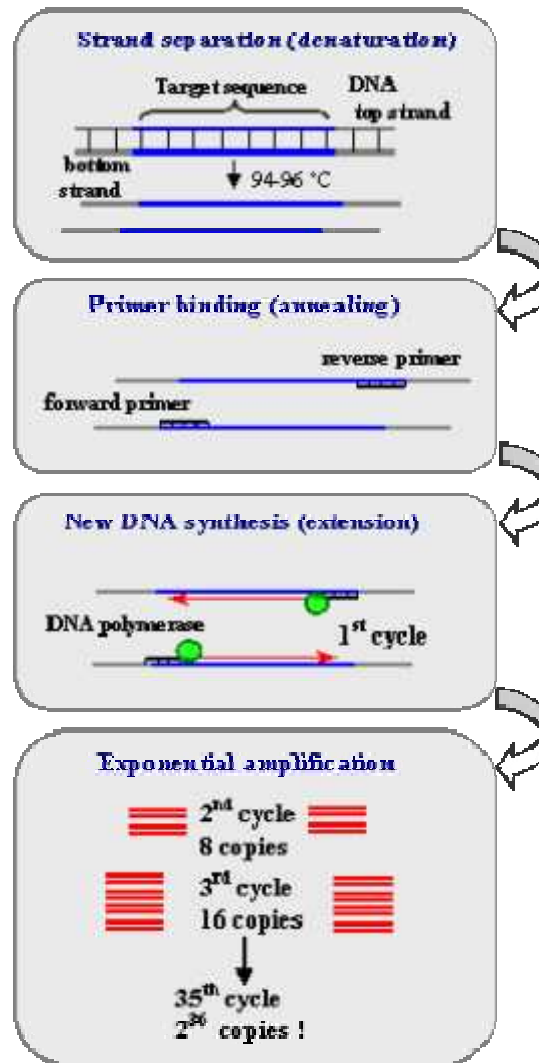 Strand separation (denaturation)
Target sequence
DNA
top strand
bottom
strand
94-96 °C
Primer binding (annealing)
reverse primer
forward primer
New DNA synthesis (extension)
DNA polymerase
1st cycle
Exponential amplification
2nd cycle
8 copies
3rd cycle
16 copies
35th cycle
2^36 copies !